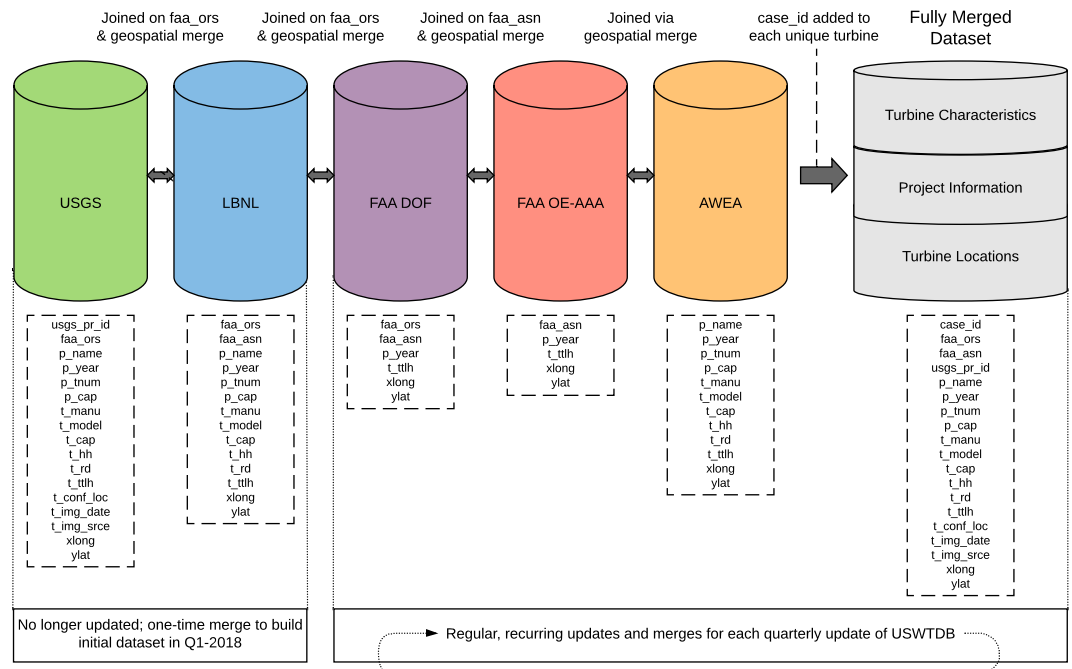 Joined on faa_ors
& geospatial merge
Joined on faa_ors
& geospatial merge
Joined on faa_asn
& geospatial merge
Joined via
geospatial merge
case_id added to
each unique turbine
Fully Merged
Dataset
USGS
LBNL
FAA DOF
FAA OE-AAA
AWEA
Turbine Characteristics
Project Information
Turbine Locations
usgs_pr_id
faa_ors
p_name
p_year
p_tnum
p_cap
t_manu
t_model
t_cap
t_hh
t_rd
t_ttlh
t_conf_loc
t_img_date
t_img_srce
xlong
ylat
faa_ors
faa_asn
p_name
p_year
p_tnum
p_cap
t_manu
t_model
t_cap
t_hh
t_rd
t_ttlh
xlong
ylat
faa_ors
faa_asn
p_year
t_ttlh
xlong
ylat
faa_asn
p_year
t_ttlh
xlong
ylat
p_name
p_year
p_tnum
p_cap
t_manu
t_model
t_cap
t_hh
t_rd
t_ttlh
xlong
ylat
case_id
faa_ors
faa_asn
usgs_pr_id
p_name
p_year
p_tnum
p_cap
t_manu
t_model
t_cap
t_hh
t_rd
t_ttlh
t_conf_loc
t_img_date
t_img_srce
xlong
ylat
No longer updated; one-time merge to build
initial dataset in Q1-2018
Regular, recurring updates and merges for each quarterly update of USWTDB